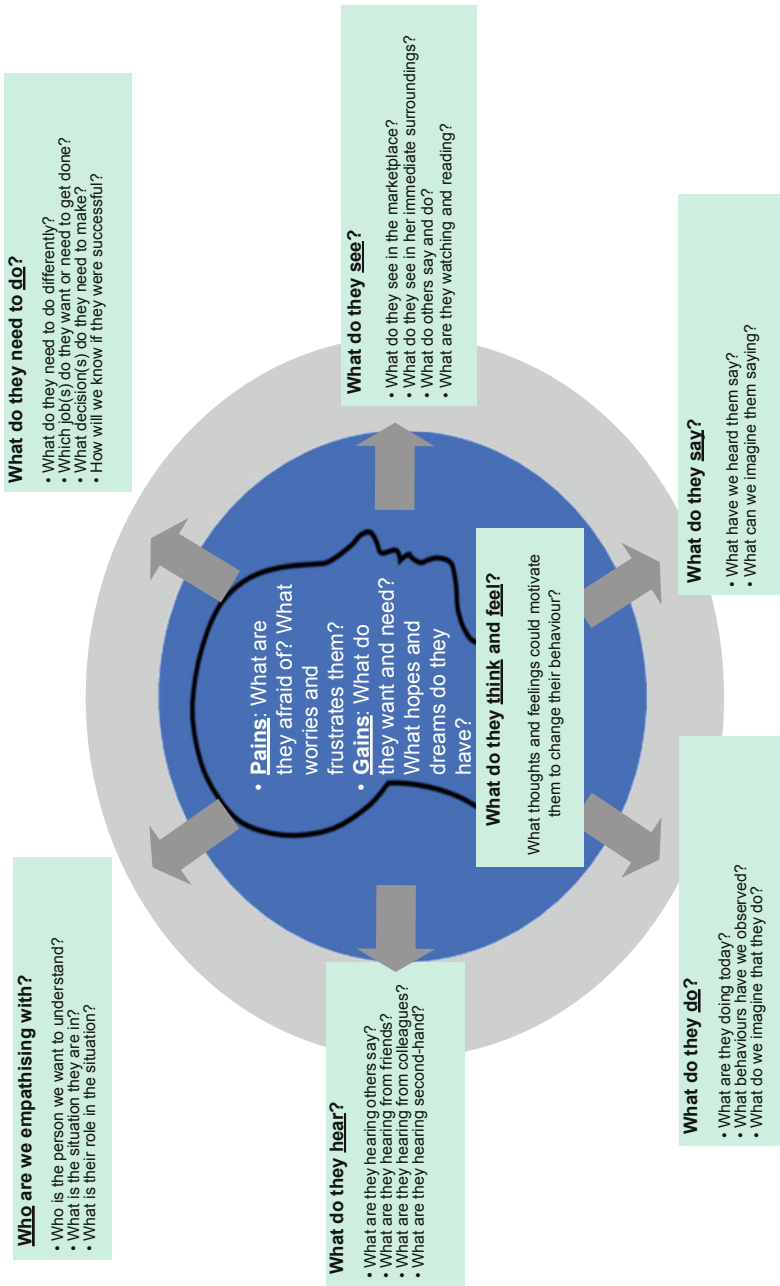 Who are we empathising with?
• Who is the person we want to understand?
• What is the situation they are in?
• What is their role in the situation?
What do they need to do?
• What do they need to do differently?
• Which job(s) do they want or need to get done?
• What decision(s) do they need to make?
• How will we know if they were successful?
What do they hear?
• What are they hearing others say?
• What are they hearing from friends?
• What are they hearing from colleagues?
• What are they hearing second-hand?
• Pains: What are
they afraid of? What
worries and
frustrates them?
• Gains: What do
they want and need?
What hopes and
dreams do they
have?
What do they see?
• What do they see in the marketplace?
• What do they see in her immediate surroundings?
• What do others say and do?
• What are they watching and reading?
What do they think and feel?
What thoughts and feelings could motivate
them to change their behaviour?
What do they do?
• What are they doing today?
• What behaviours have we observed?
• What do we imagine that they do?
What do they say?
• What have we heard them say?
• What can we imagine them saying?